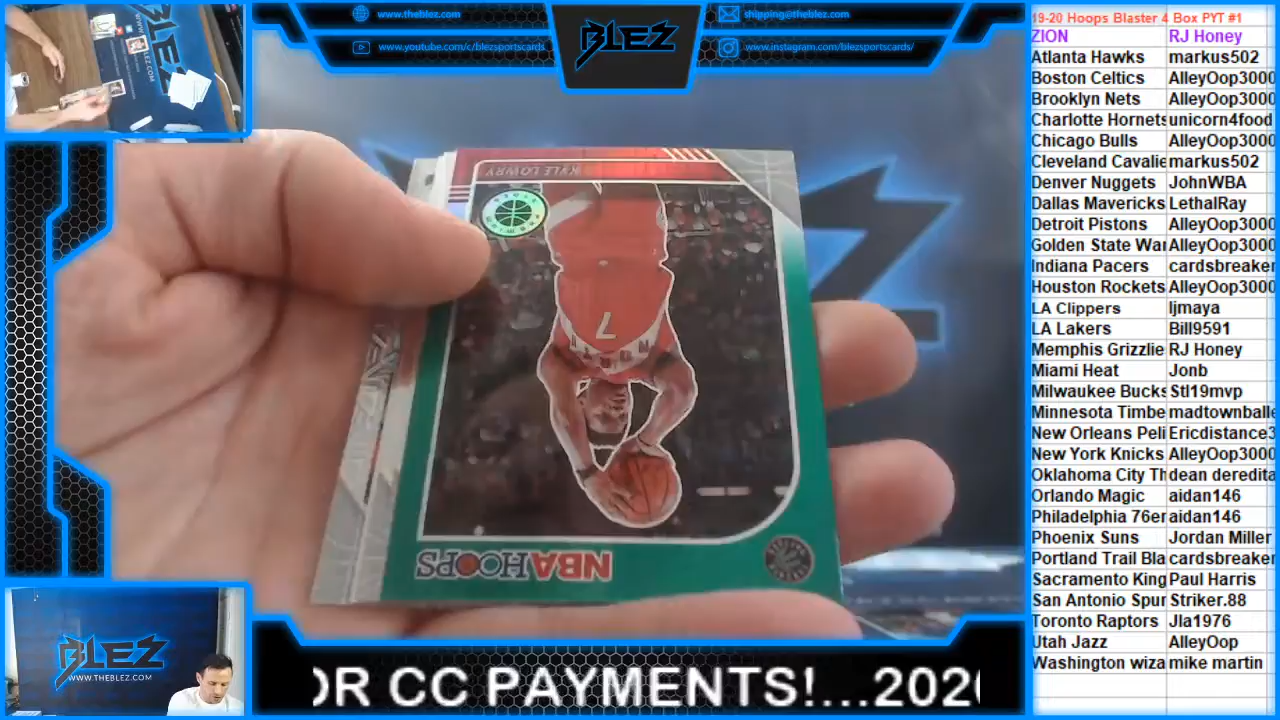 www.theblez.com
shipping@theblez.com
www.youtube.com/c/blezsportscards
www.instagram.com/blezsportscards/
BLEZ
KYLE LOWRY
7
NBA HOOPS
BLEZ
WWW.THEBLEZ.COM
OR CC PAYMENTS!...202
19-20 Hoops Blaster 4 Box PYT #1
ZION RJ Honey
Atlanta Hawks markus502
Boston Celtics AlleyOop3000
Brooklyn Nets AlleyOop3000
Charlotte Hornets unicorn4food
Chicago Bulls AlleyOop3000
Cleveland Cavalie markus502
Denver Nuggets JohnWBA
Dallas Mavericks LethalRay
Detroit Pistons AlleyOop3000
Golden State War AlleyOop3000
Indiana Pacers cardsbreaker
Houston Rockets AlleyOop3000
LA Clippers ljmaya
LA Lakers Bill9591
Memphis Grizzlie RJ Honey
Miami Heat Jonb
Milwaukee Bucks Stl19mvp
Minnesota Timbe madtownballe
New Orleans Peli Ericdistance3
New York Knicks AlleyOop3000
Oklahoma City Th dean deredita
Orlando Magic aidan146
Philadelphia 76er aidan146
Phoenix Suns Jordan Miller
Portland Trail Bla cardsbreaker
Sacramento King Paul Harris
San Antonio Spur Striker.88
Toronto Raptors Jla1976
Utah Jazz AlleyOop
Washington wiza mike martin